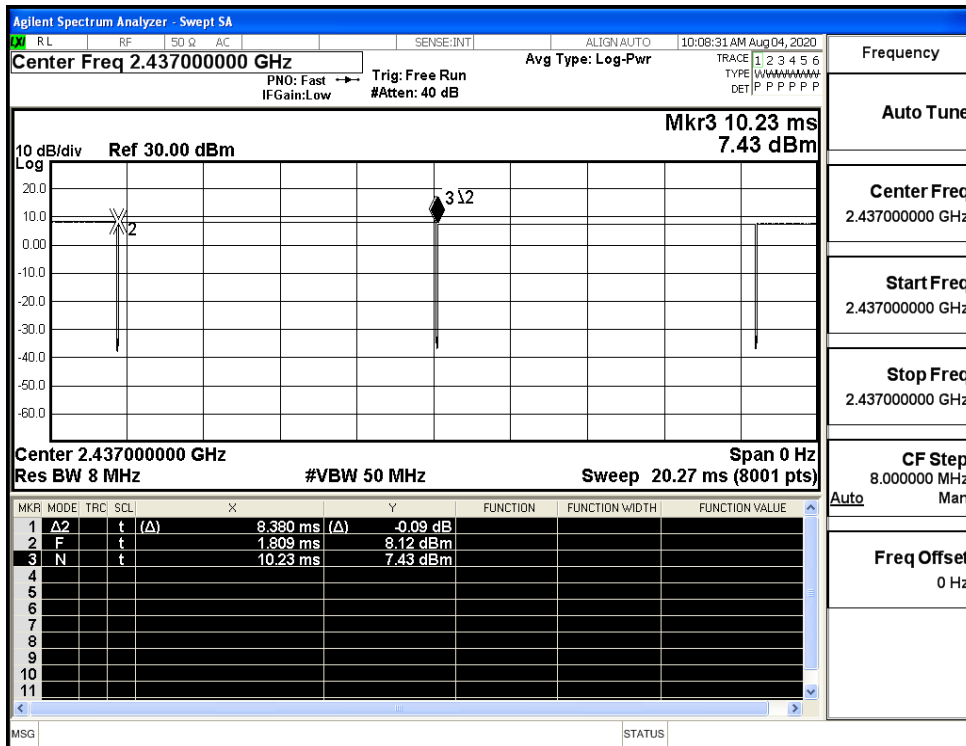 Agilent Spectrum Analyzer - Swept SA
LXI RL RF 50 Ω AC SENSE:INT ALIGNAUTO 10:08:31 AM Aug 04, 2020
Center Freq 2.437000000 GHz
PNO: Fast
IFGain:Low
Trig: Free Run
#Atten: 40 dB
Avg Type: Log-Pwr
TRACE 1 2 3 4 5 6
TYPE WWWWWW
DET P P P P P P
Mkr3 10.23 ms
7.43 dBm
10 dB/div Ref 30.00 dBm
Log
20.0
10.0
0.00
-10.0
-20.0
-30.0
-40.0
-50.0
-60.0
2
3 1Δ2
Center 2.437000000 GHz Span 0 Hz
Res BW 8 MHz #VBW 50 MHz Sweep 20.27 ms (8001 pts)
MKR MODE TRC SCL X Y FUNCTION FUNCTION WIDTH FUNCTION VALUE
1 Δ2 t (Δ) 8.380 ms (Δ) -0.09 dB
2 F t 1.809 ms 8.12 dBm
3 N t 10.23 ms 7.43 dBm
4
5
6
7
8
9
10
11
MSG STATUS
Frequency
Auto Tune
Center Freq
2.437000000 GHz
Start Freq
2.437000000 GHz
Stop Freq
2.437000000 GHz
CF Step
8.000000 MHz
Auto Man
Freq Offset
0 Hz